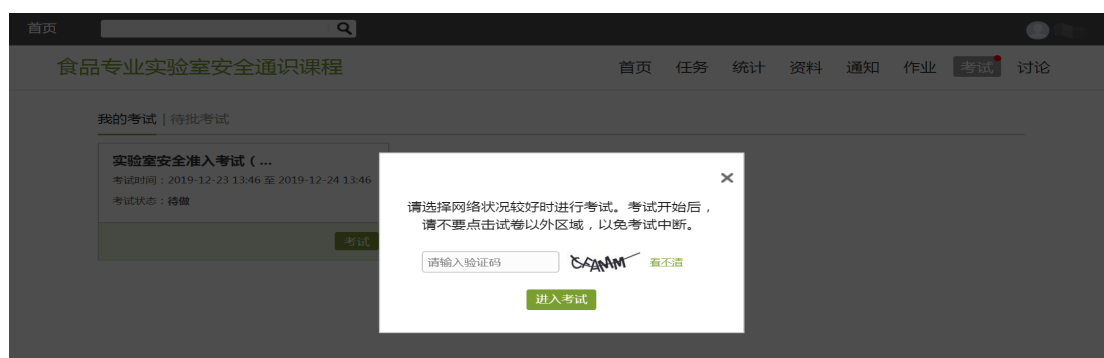 首页
食品专业实验室安全通识课程
首页 任务 统计 资料 通知 作业 考试 讨论
我的考试 | 待批考试
实验室安全准入考试 ( ...
考试时间：2019-12-23 13:46 至 2019-12-24 13:46
考试状态：待做
考试
请选择网络状况较好时进行考试。考试开始后，
请不要点击试卷以外区域，以免考试中断。
请输入验证码 看不清
进入考试